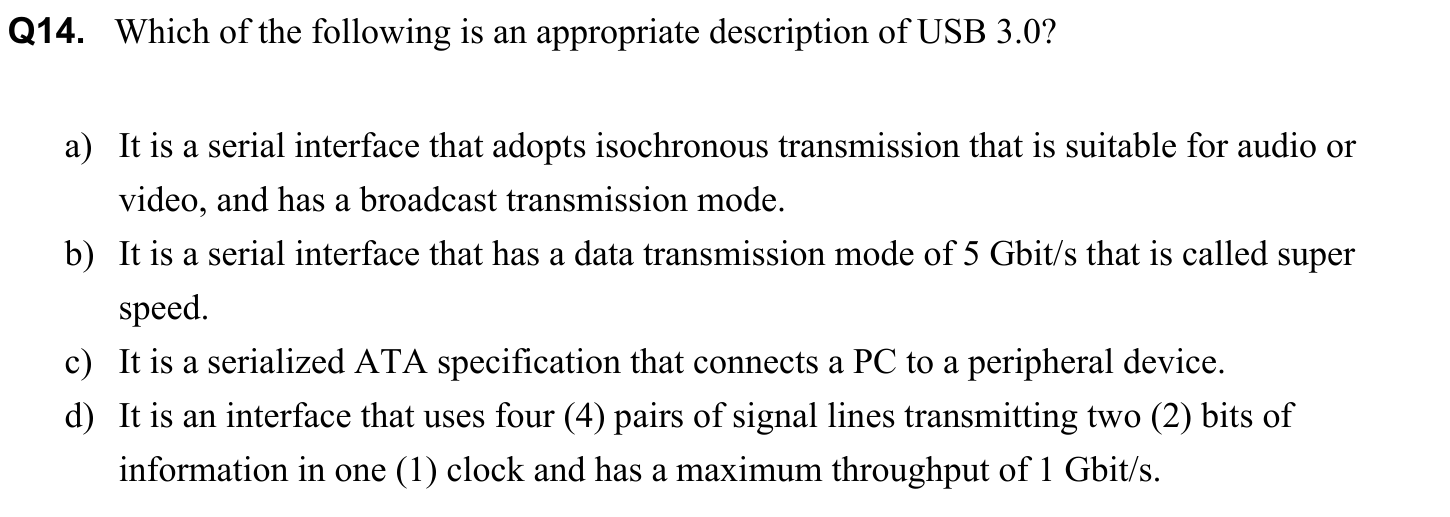 Q14. Which of the following is an appropriate description of USB 3.0?
a) It is a serial interface that adopts isochronous transmission that is suitable for audio or
video, and has a broadcast transmission mode.
b) It is a serial interface that has a data transmission mode of 5 Gbit/s that is called super
speed.
c) It is a serialized ATA specification that connects a PC to a peripheral device.
d) It is an interface that uses four (4) pairs of signal lines transmitting two (2) bits of
information in one (1) clock and has a maximum throughput of 1 Gbit/s.